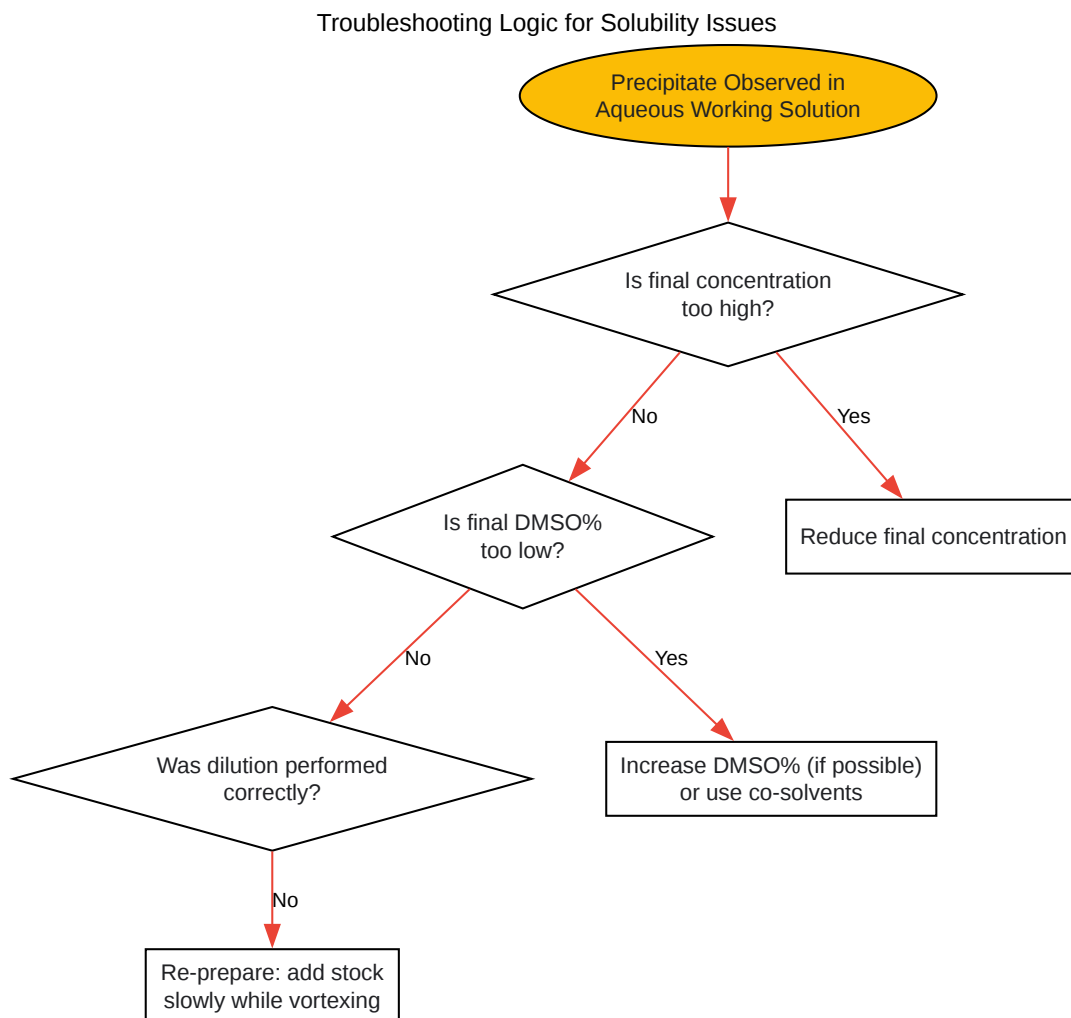 Troubleshooting Logic for Solubility Issues
Precipitate Observed in
Aqueous Working Solution
Is final concentration
too high?
No
Yes
Is final DMSO%
too low?
Reduce final concentration
No
Yes
Was dilution performed
correctly?
Increase DMSO% (if possible)
or use co-solvents
No
Re-prepare: add stock
slowly while vortexing